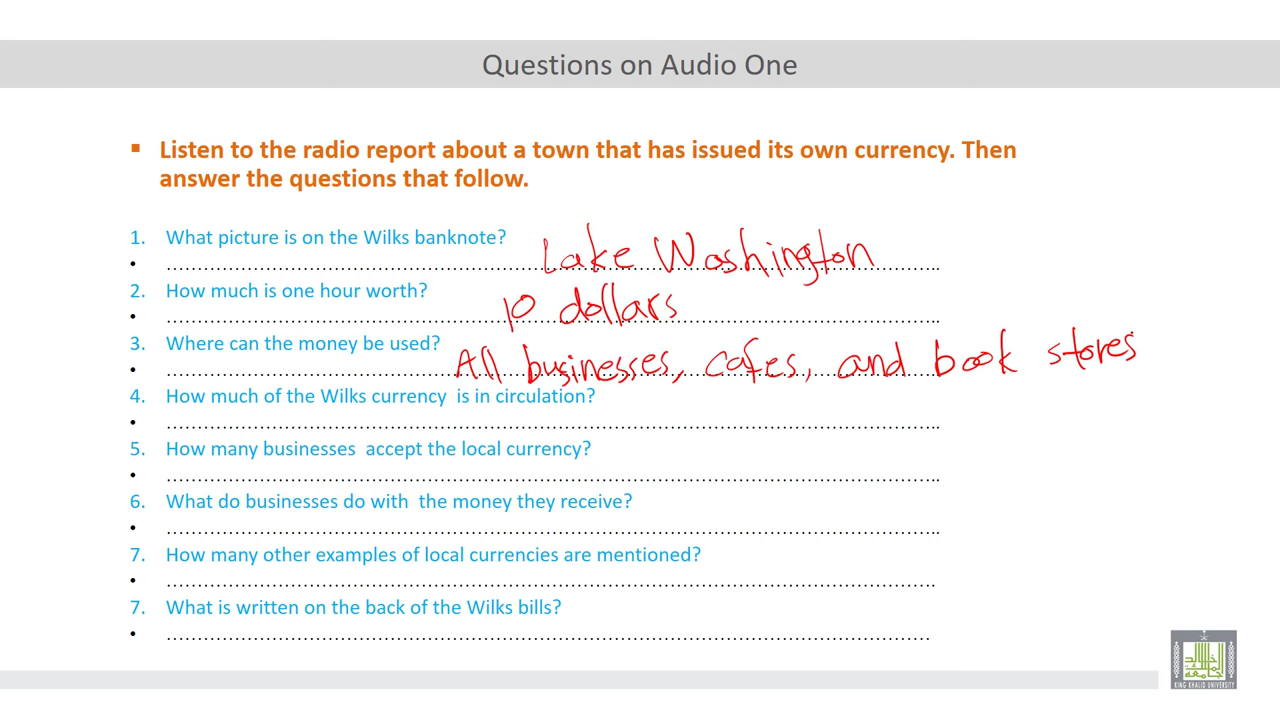 Questions on Audio One
▪ Listen to the radio report about a town that has issued its own currency. Then
answer the questions that follow.
1. What picture is on the Wilks banknote?
• ……………………………………………………………………………………………………………..
Lake Washington
2. How much is one hour worth?
• ……………………………………………………………………………………………………………..
10 dollars
3. Where can the money be used?
• ……………………………………………………………………………………………………………..
All businesses, cafes, and book stores
4. How much of the Wilks currency  is in circulation?
• ……………………………………………………………………………………………………………..
5. How many businesses  accept the local currency?
• ……………………………………………………………………………………………………………..
6. What do businesses do with  the money they receive?
• ……………………………………………………………………………………………………………..
7. How many other examples of local currencies are mentioned?
• …………………………………………………………………………………………………………….
7. What is written on the back of the Wilks bills?
• ……………………………………………………………………………………………………………
KING KHALID UNIVERSITY